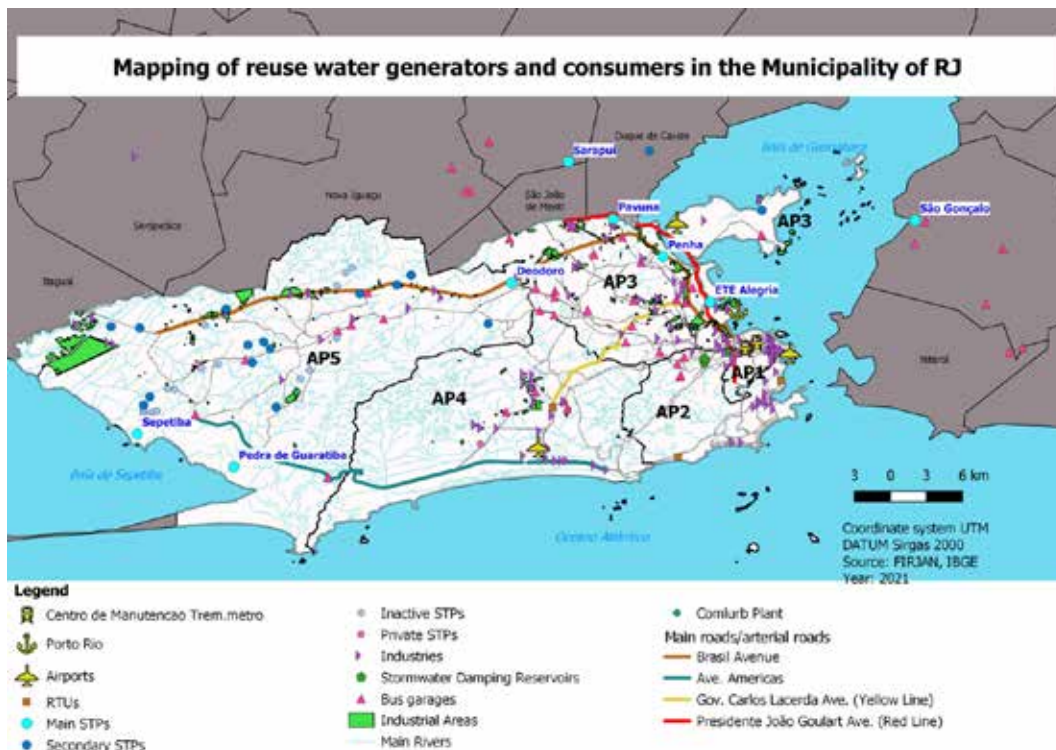 Mapping of reuse water generators and consumers in the Municipality of RJ
Duque de Caxias
Baía de Guanabara
Sarapuí
Nova Iguaçu
São João
de Meriti
Pavuna
AP3
São Gonçalo
Seropédica
Penha
Itaguaí
Deodoro
AP3
ETE Alegria
AP5
AP1
Niterói
AP4
AP2
Sepetiba
Pedra de Guaratiba
Baía de Sepetiba
3 0 3 6 km
Oceano Atlântico
Coordinate system UTM
DATUM Sirgas 2000
Source: FIRJAN, IBGE
Year: 2021
Legend
Centro de Manutencao Trem.metro
Porto Rio
Airports
RTUs
Main STPs
Secondary STPs
Inactive STPs
Private STPs
Industries
Stormwater Damping Reservoirs
Bus garages
Industrial Areas
Main Rivers
Comlurb Plant
Main roads/arterial roads
Brasil Avenue
Ave. Americas
Gov. Carlos Lacerda Ave. (Yellow Line)
Presidente João Goulart Ave. (Red Line)